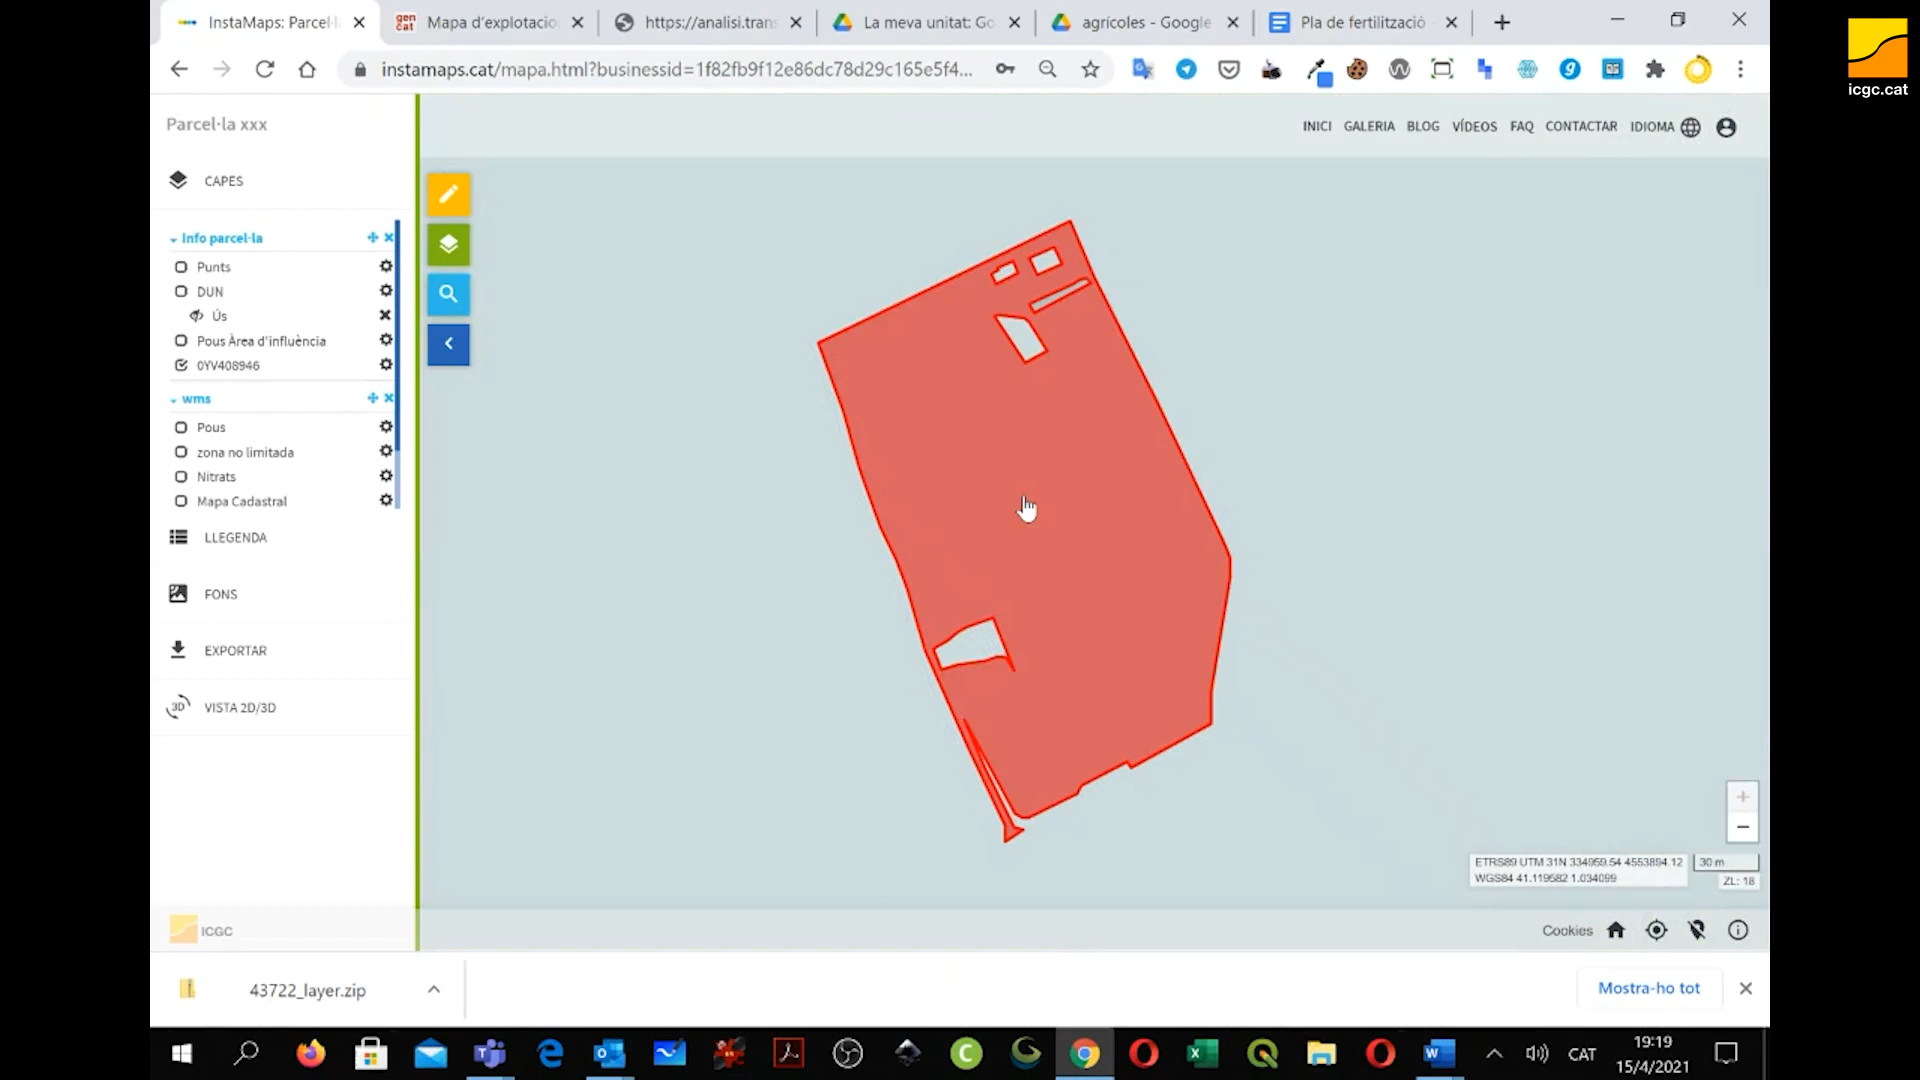 InstaMaps: Parcel·l
Mapa d'explotacio
https://analisi.trans
La meva unitat: Go
agrícoles - Google
Pla de fertilització
icgc.cat
instamaps.cat/mapa.html?businessid=1f82fb9f12e86dc78d29c165e5f4...
Parcel·la xxx
INICI GALERIA BLOG VÍDEOS FAQ CONTACTAR IDIOMA
CAPES
Info parcel·la
Punts
DUN
Ús
Pous Àrea d'influència
0YV408946
wms
Pous
zona no limitada
Nitrats
Mapa Cadastral
LLEGENDA
FONS
EXPORTAR
3D VISTA 2D/3D
ETRS89 UTM 31N 334959.54 4553894.12
WGS84 41.119582 1.034099
30 m
ZL: 18
ICGC
Cookies
43722_layer.zip
Mostra-ho tot
CAT
19:19
15/4/2021